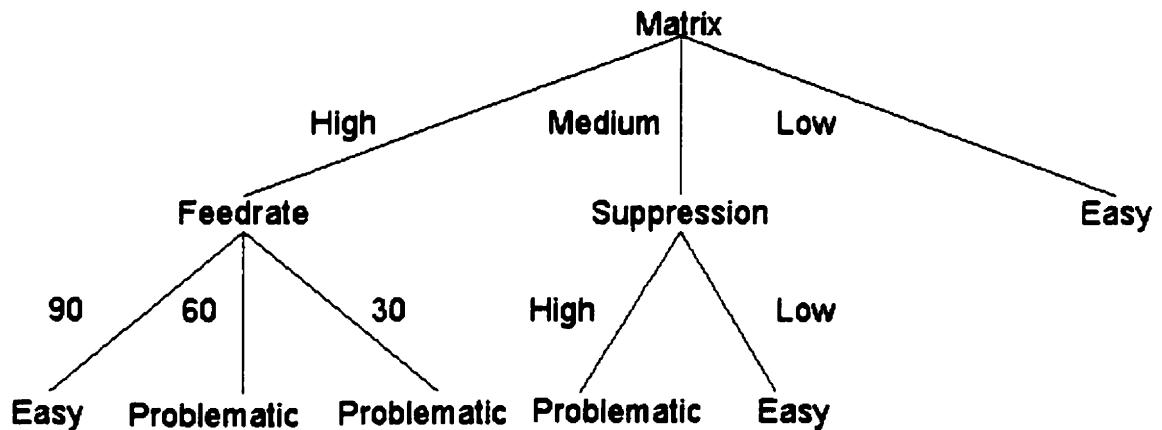 Matrix
High Medium Low
Feedrate Suppression Easy
90 60 30 High Low
Easy Problematic Problematic Problematic Easy